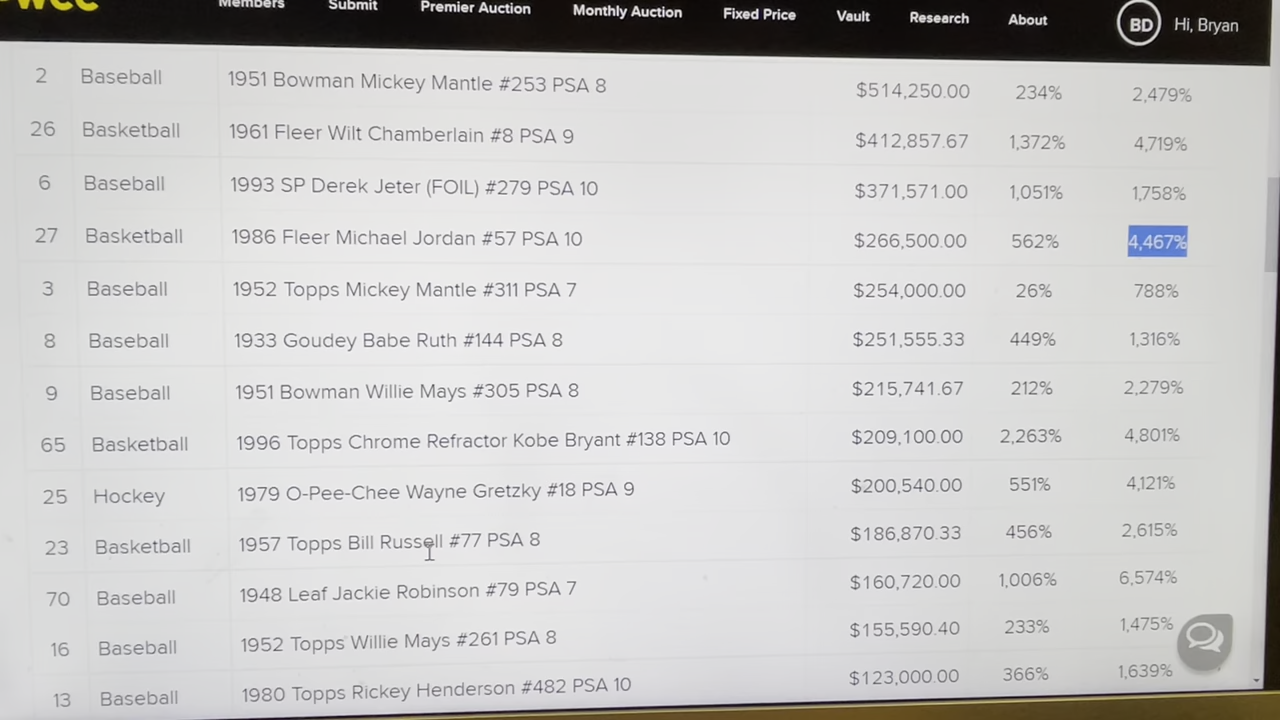 Members Submit Premier Auction Monthly Auction Fixed Price Vault Research About BD Hi, Bryan
2 Baseball 1951 Bowman Mickey Mantle #253 PSA 8 $514,250.00 234% 2,479%
26 Basketball 1961 Fleer Wilt Chamberlain #8 PSA 9 $412,857.67 1,372% 4,719%
6 Baseball 1993 SP Derek Jeter (FOIL) #279 PSA 10 $371,571.00 1,051% 1,758%
27 Basketball 1986 Fleer Michael Jordan #57 PSA 10 $266,500.00 562% 4,467%
3 Baseball 1952 Topps Mickey Mantle #311 PSA 7 $254,000.00 26% 788%
8 Baseball 1933 Goudey Babe Ruth #144 PSA 8 $251,555.33 449% 1,316%
9 Baseball 1951 Bowman Willie Mays #305 PSA 8 $215,741.67 212% 2,279%
65 Basketball 1996 Topps Chrome Refractor Kobe Bryant #138 PSA 10 $209,100.00 2,263% 4,801%
25 Hockey 1979 O-Pee-Chee Wayne Gretzky #18 PSA 9 $200,540.00 551% 4,121%
23 Basketball 1957 Topps Bill Russell #77 PSA 8 $186,870.33 456% 2,615%
70 Baseball 1948 Leaf Jackie Robinson #79 PSA 7 $160,720.00 1,006% 6,574%
16 Baseball 1952 Topps Willie Mays #261 PSA 8 $155,590.40 233% 1,475%
13 Baseball 1980 Topps Rickey Henderson #482 PSA 10 $123,000.00 366% 1,639%